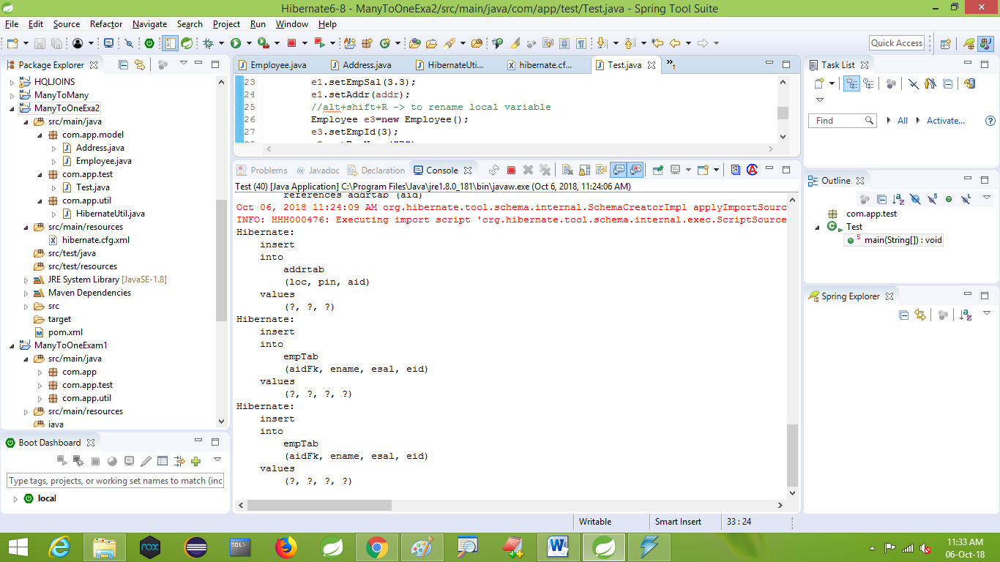 Hibernate6-8 - ManyToOneExa2/src/main/java/com/app/test/Test.java - Spring Tool Suite
File Edit Source Refactor Navigate Search Project Run Window Help
Quick Access
Package Explorer
HQLJOINS
ManyToMany
ManyToOneExa2
src/main/java
com.app.model
Address.java
Employee.java
com.app.test
Test.java
com.app.util
HibernateUtil.java
src/main/resources
hibernate.cfg.xml
src/test/java
src/test/resources
JRE System Library [JavaSE-1.8]
Maven Dependencies
src
target
pom.xml
ManyToOneExam1
src/main/java
com.app
com.app.test
com.app.util
src/main/resources
java
Boot Dashboard
Type tags, projects, or working set names to match (inc
local
Employee.java Address.java HibernateUti... hibernate.cf... Test.java »1
23 e1.setEmpSal(3.3);
24 e1.setAddr(addr);
25 //alt+shift+R -> to rename local variable
26 Employee e3=new Employee();
27 e3.setEmpId(3);
Problems @ Javadoc Declaration Console
Test (40) [Java Application] C:\Program Files\Java\jre1.8.0_181\bin\javaw.exe (Oct 6, 2018, 11:24:06 AM)
references addrtab (aid)
Oct 06, 2018 11:24:09 AM org.hibernate.tool.schema.internal.SchemaCreatorImpl applyImportSourc
INFO: HHH000476: Executing import script 'org.hibernate.tool.schema.internal.exec.ScriptSource
Hibernate:
insert
into
addrtab
(loc, pin, aid)
values
(?, ?, ?)
Hibernate:
insert
into
empTab
(aidFk, ename, esal, eid)
values
(?, ?, ?, ?)
Hibernate:
insert
into
empTab
(aidFk, ename, esal, eid)
values
(?, ?, ?, ?)
Task List
Find All Activate...
Outline
com.app.test
Test
main(String[]) : void
Spring Explorer
Writable Smart Insert 33 : 24
nox
SQL>
11:33 AM
06-Oct-18